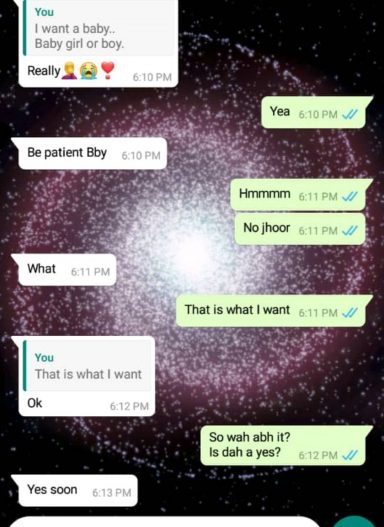 You
I want a baby..
Baby girl or boy.
Really🤦‍♀️😭❣️ 6:10 PM
Yea 6:10 PM
Be patient Bby 6:10 PM
Hmmmm 6:11 PM
No jhoor 6:11 PM
What 6:11 PM
That is what I want 6:11 PM
You
That is what I want
Ok 6:12 PM
So wah abh it?
Is dah a yes? 6:12 PM
Yes soon 6:13 PM